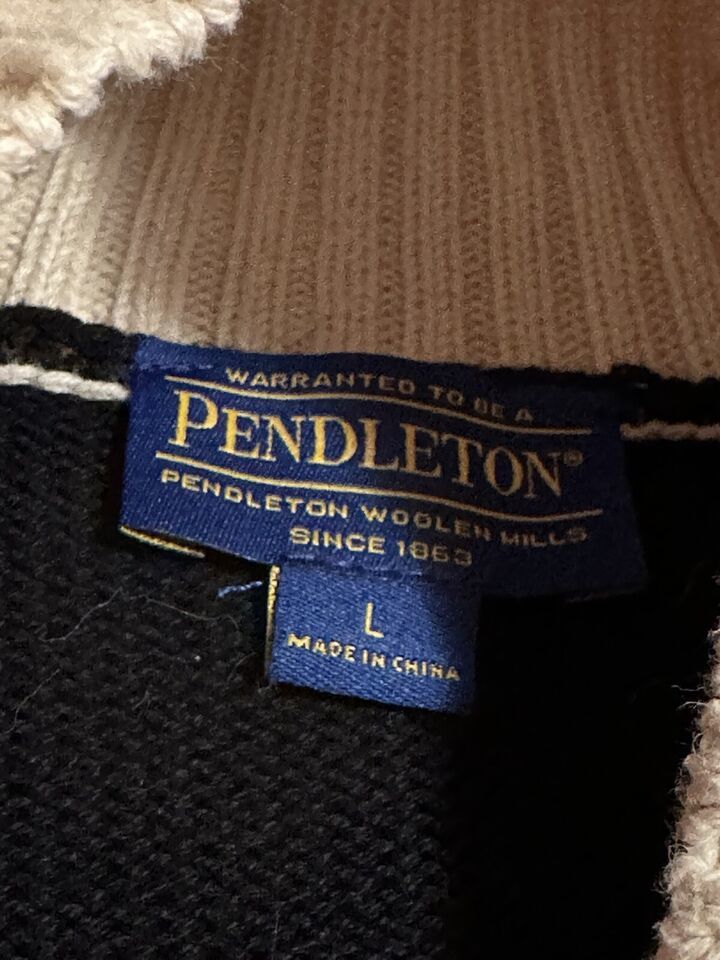 WARRANTED TO BE A
PENDLETON®
PENDLETON WOOLEN MILLS
SINCE 1863
L
MADE IN CHINA